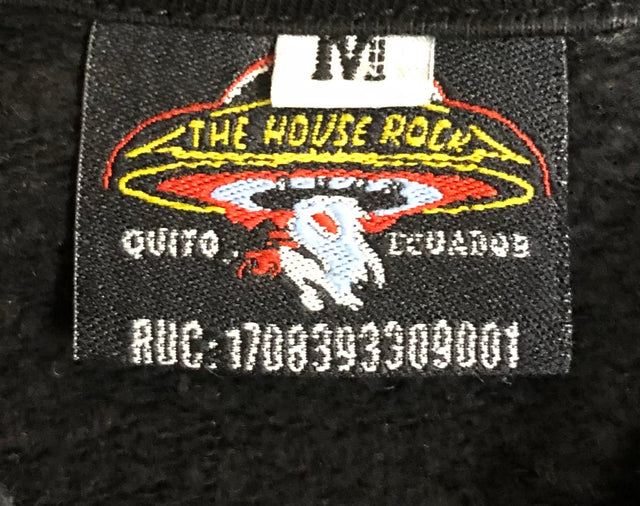 M
THE HOUSE ROCK
QUITO. ECUADOR
RUC: 1708393309001